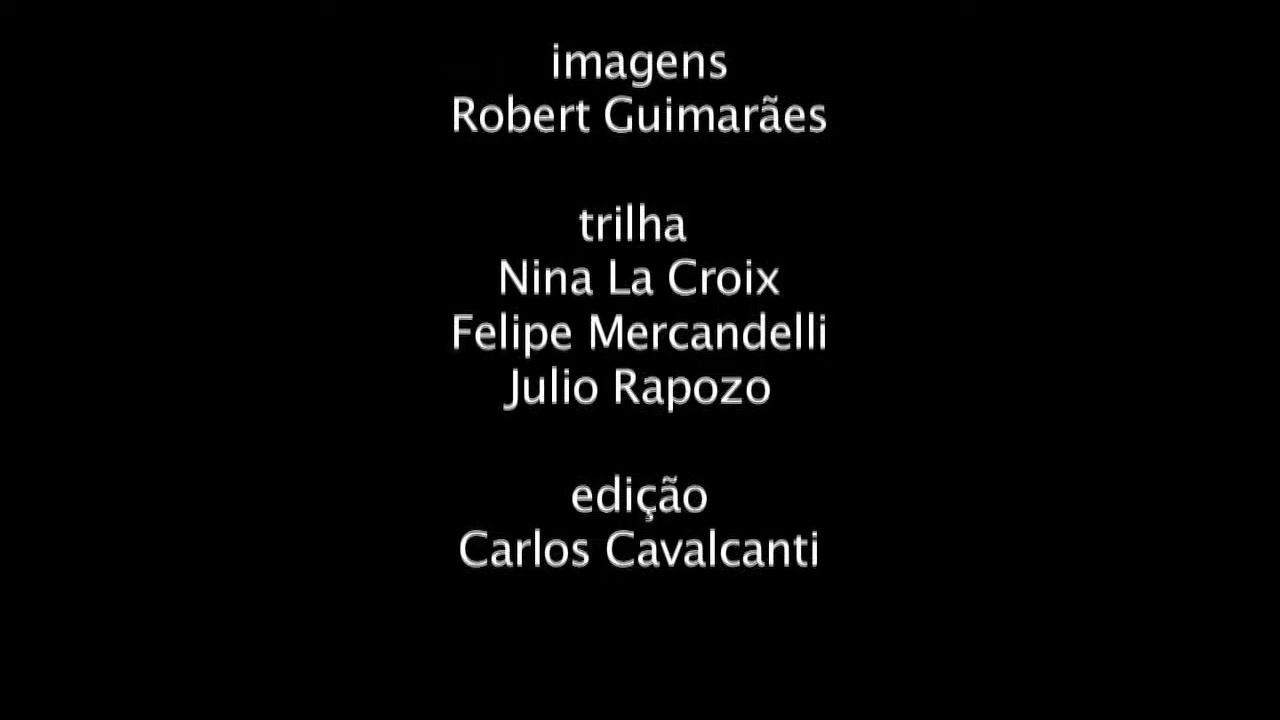 imagens
Robert Guimarães
trilha
Nina La Croix
Felipe Mercandelli
Julio Rapozo
edição
Carlos Cavalcanti